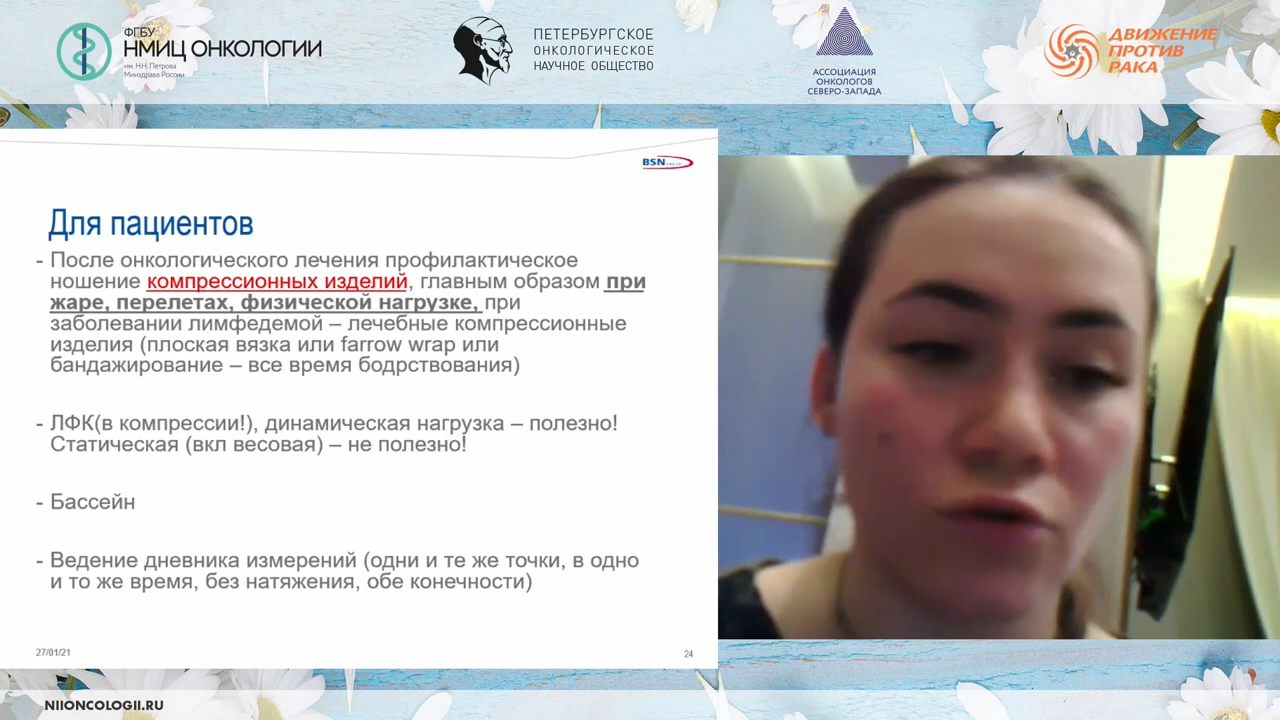 ФГБУ
НМИЦ ОНКОЛОГИИ
им. Н.Н. Петрова
Минздрава России
ПЕТЕРБУРГСКОЕ
ОНКОЛОГИЧЕСКОЕ
НАУЧНОЕ ОБЩЕСТВО
АССОЦИАЦИЯ
ОНКОЛОГОВ
СЕВЕРО-ЗАПАДА
ДВИЖЕНИЕ
ПРОТИВ
РАКА
BSN
Для пациентов
- После онкологического лечения профилактическое
ношение компрессионных изделий, главным образом при
жаре, перелетах, физической нагрузке, при
заболевании лимфедемой – лечебные компрессионные
изделия (плоская вязка или farrow wrap или
бандажирование – все время бодрствования)
- ЛФК(в компрессии!), динамическая нагрузка – полезно!
Статическая (вкл весовая) – не полезно!
- Бассейн
- Ведение дневника измерений (одни и те же точки, в одно
и то же время, без натяжения, обе конечности)
27/01/21
24
NIIONCOLOGII.RU